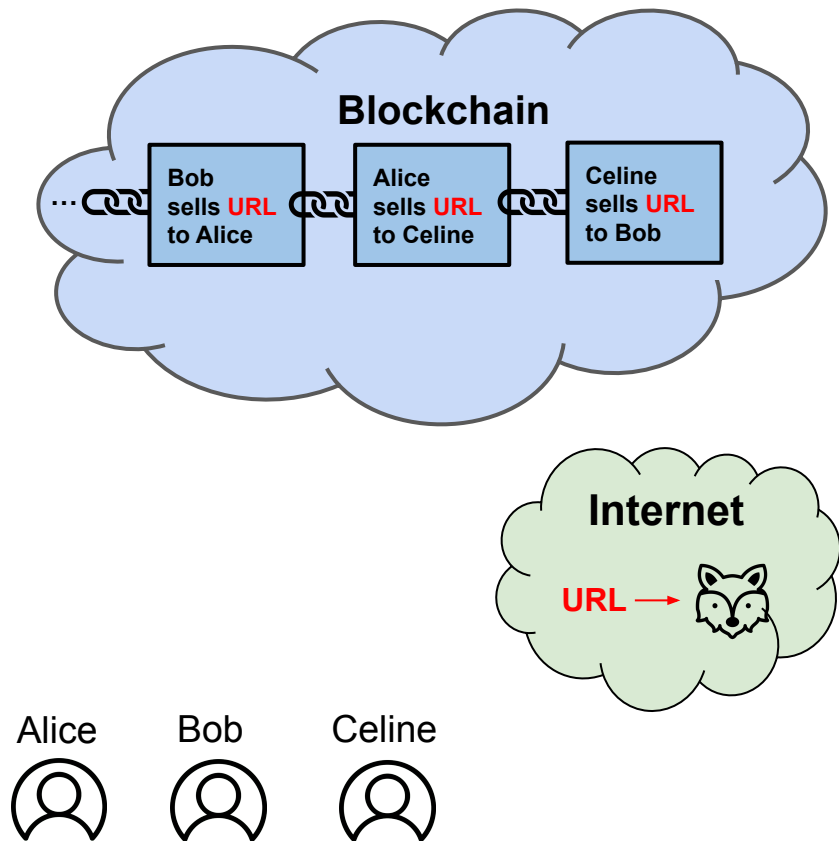 Blockchain
...
Bob
sells URL
to Alice
Alice
sells URL
to Celine
Celine
sells URL
to Bob
Internet
URL
Alice
Bob
Celine